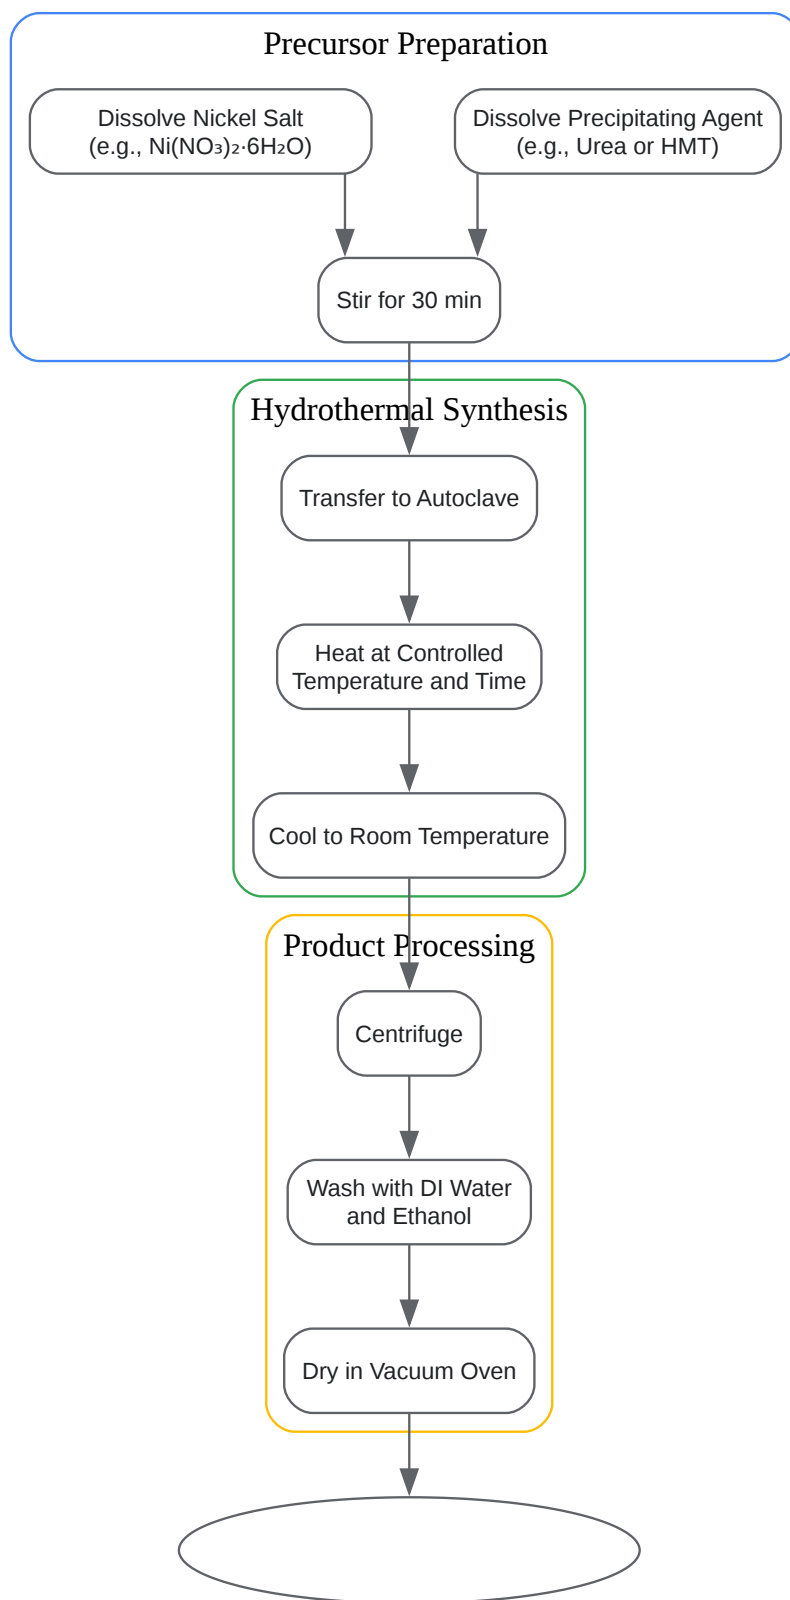 Precursor Preparation
Dissolve Nickel Salt
(e.g., Ni(NO₃)₂·6H₂O)
Dissolve Precipitating Agent
(e.g., Urea or HMT)
Stir for 30 min
Hydrothermal Synthesis
Transfer to Autoclave
Heat at Controlled
Temperature and Time
Cool to Room Temperature
Product Processing
Centrifuge
Wash with DI Water
and Ethanol
Dry in Vacuum Oven